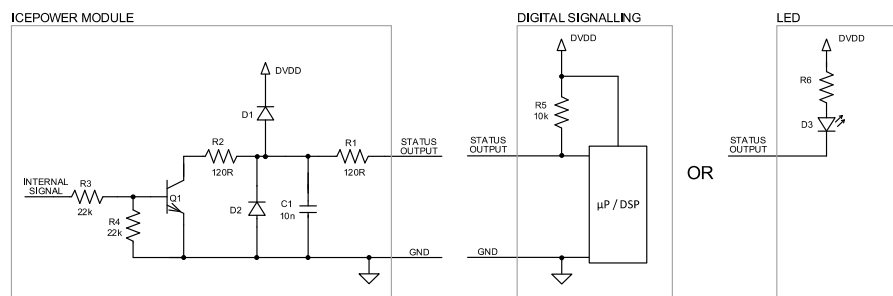 ICEPOWER MODULE
DVDD
D1
R2
120R
R1
120R
STATUS
OUTPUT
INTERNAL
SIGNAL
R3
22k
R4
22k
Q1
D2
C1
10n
GND
DIGITAL SIGNALLING
DVDD
R5
10k
STATUS
OUTPUT
µP / DSP
GND
OR
LED
DVDD
R6
D3
STATUS
OUTPUT